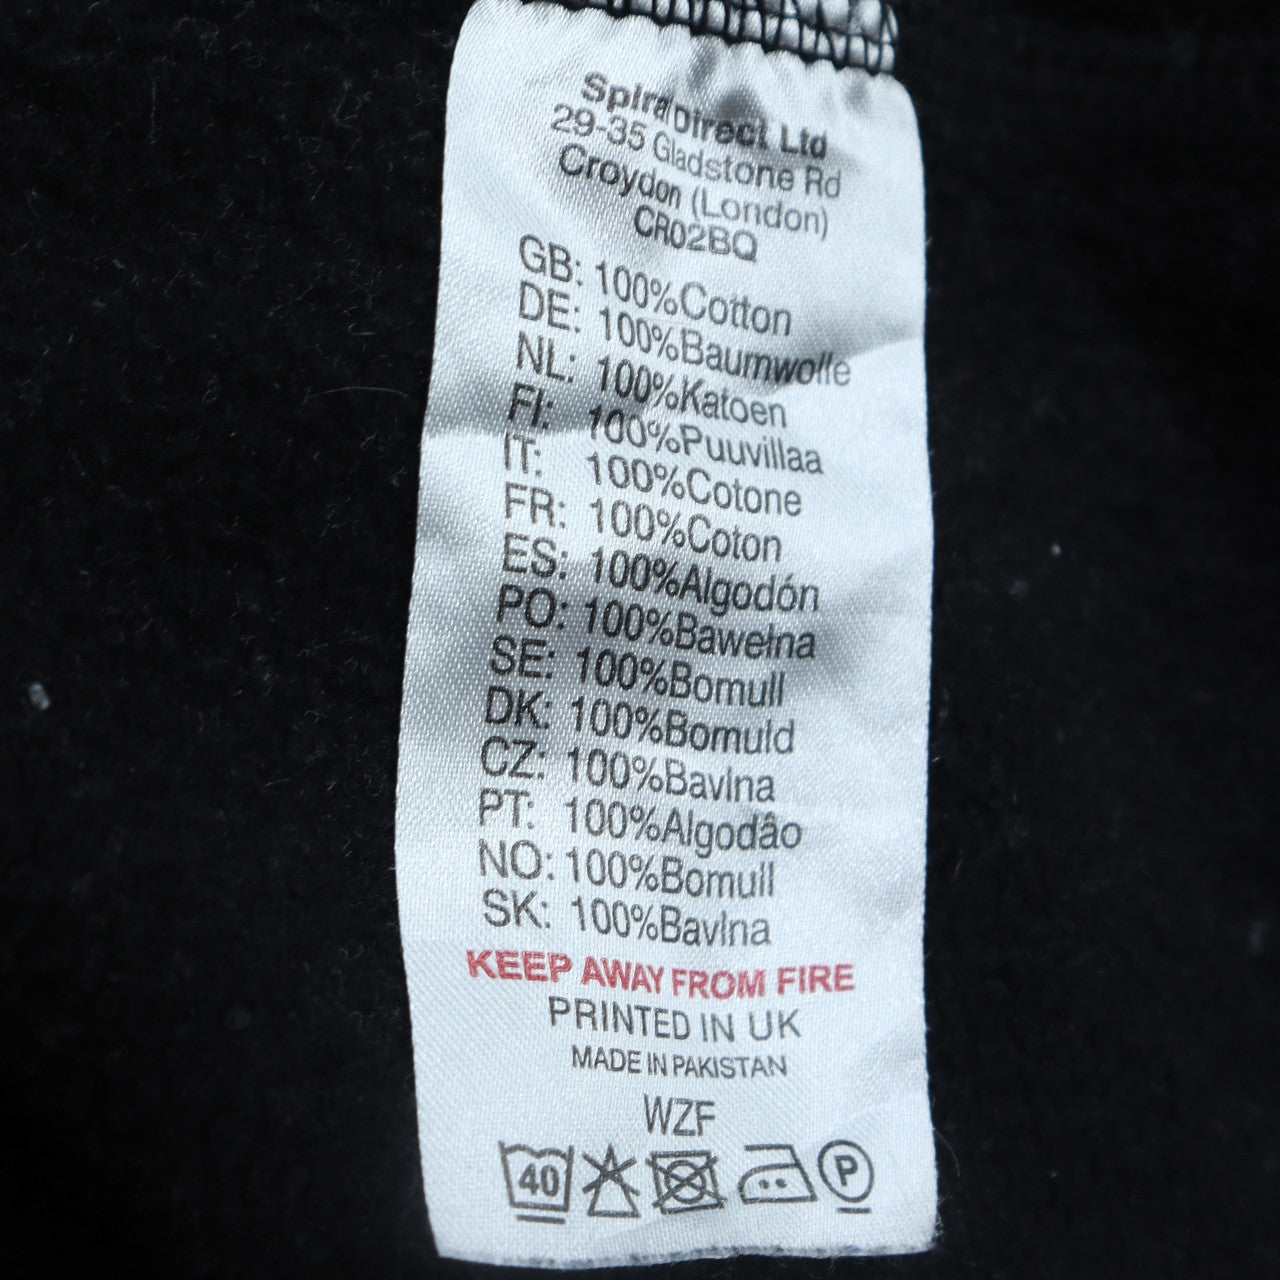 Spiral Direct Ltd
29-35 Gladstone Rd
Croydon (London)
CR02BQ
GB: 100%Cotton
DE: 100%Baumwolle
NL: 100%Katoen
FI: 100%Puuvillaa
IT: 100%Cotone
FR: 100%Coton
ES: 100%Algodón
PO: 100%Bawełna
SE: 100%Bomull
DK: 100%Bomuld
CZ: 100%Bavlna
PT: 100%Algodâo
NO: 100%Bomull
SK: 100%Bavlna
KEEP AWAY FROM FIRE
PRINTED IN UK
MADE IN PAKISTAN
WZF
40 P